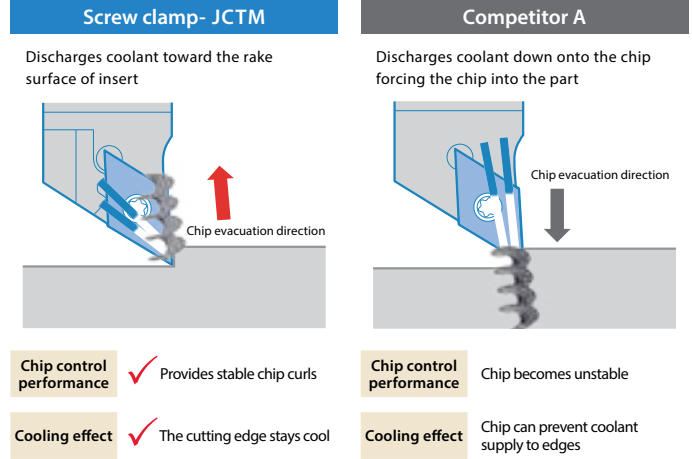 Screw clamp- JCTM
Discharges coolant toward the rake
surface of insert
Chip evacuation direction
Chip control
performance
Provides stable chip curls
Cooling effect
The cutting edge stays cool
Competitor A
Discharges coolant down onto the chip
forcing the chip into the part
Chip evacuation direction
Chip control
performance
Chip becomes unstable
Cooling effect
Chip can prevent coolant
supply to edges